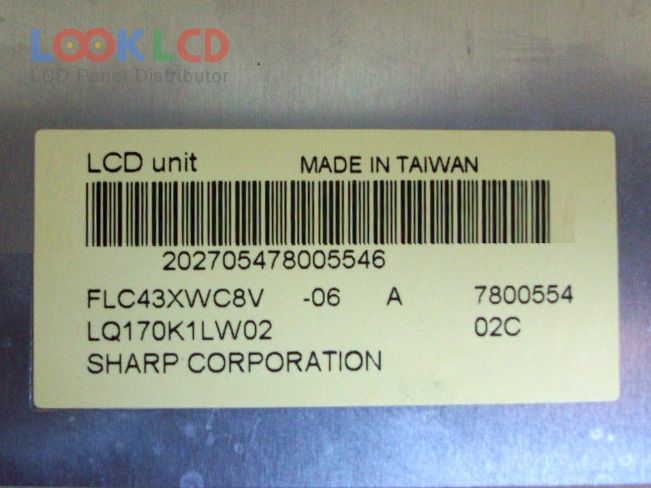 LOOKLCD
LCD Panel Distributor
LCD unit MADE IN TAIWAN
202705478005546
FLC43XWC8V -06 A 7800554
LQ170K1LW02 02C
SHARP CORPORATION